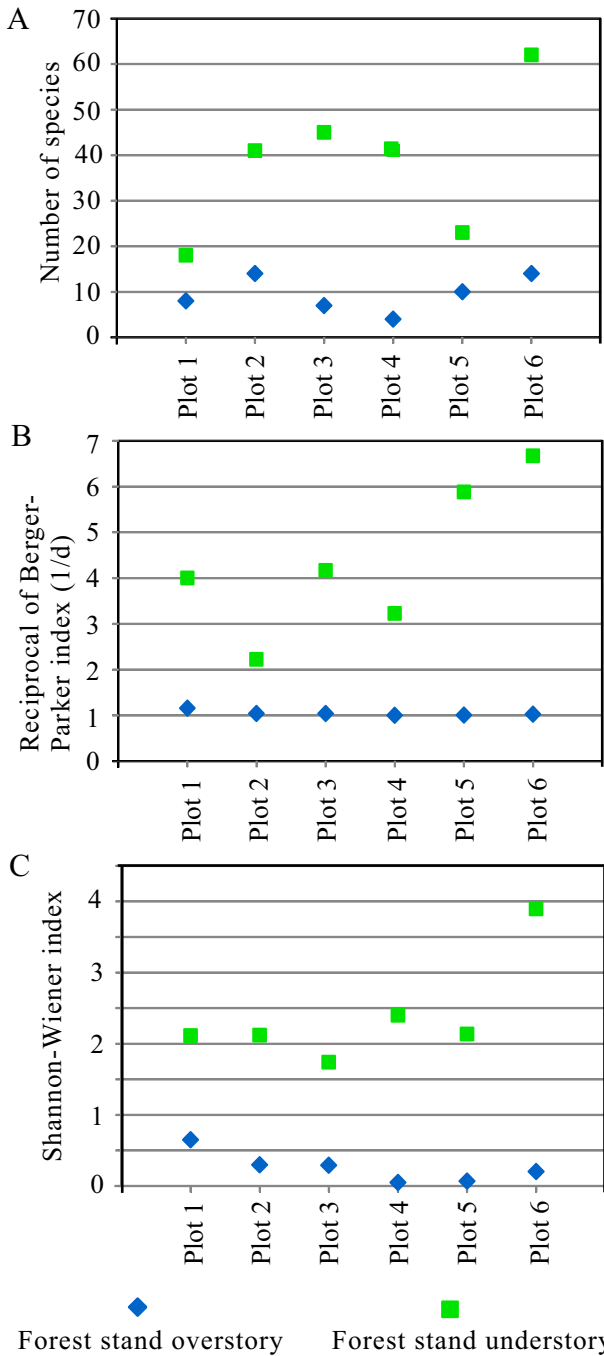 A
Number of species
70
60
50
40
30
20
10
0
Plot 1
Plot 2
Plot 3
Plot 4
Plot 5
Plot 6
B
Reciprocal of Berger-
Parker index (1/d)
7
6
5
4
3
2
1
0
Plot 1
Plot 2
Plot 3
Plot 4
Plot 5
Plot 6
C
Shannon-Wiener index
4
3
2
1
0
Plot 1
Plot 2
Plot 3
Plot 4
Plot 5
Plot 6
Forest stand overstory
Forest stand understory